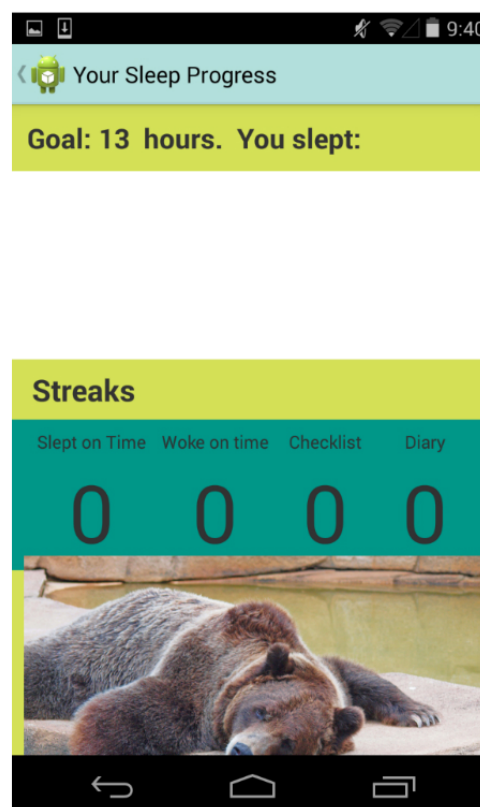 9:40
Your Sleep Progress
Goal: 13 hours. You slept:
Streaks
Slept on Time Woke on time Checklist Diary
0 0 0 0